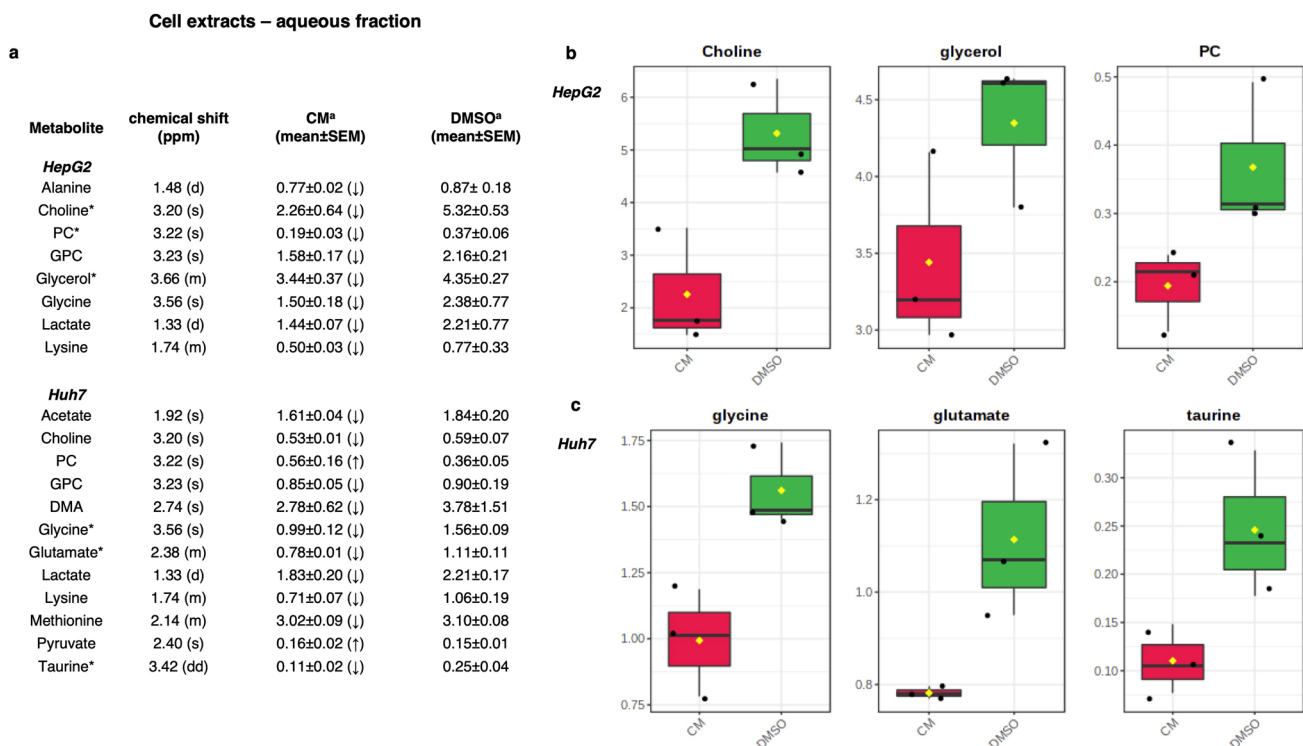 Cell extracts – aqueous fraction
a
Metabolite chemical shift (ppm) CMᵃ (mean±SEM) DMSOᵃ (mean±SEM)
HepG2
Alanine 1.48 (d) 0.77±0.02 (↓) 0.87± 0.18
Choline* 3.20 (s) 2.26±0.64 (↓) 5.32±0.53
PC* 3.22 (s) 0.19±0.03 (↓) 0.37±0.06
GPC 3.23 (s) 1.58±0.17 (↓) 2.16±0.21
Glycerol* 3.66 (m) 3.44±0.37 (↓) 4.35±0.27
Glycine 3.56 (s) 1.50±0.18 (↓) 2.38±0.77
Lactate 1.33 (d) 1.44±0.07 (↓) 2.21±0.77
Lysine 1.74 (m) 0.50±0.03 (↓) 0.77±0.33
Huh7
Acetate 1.92 (s) 1.61±0.04 (↓) 1.84±0.20
Choline 3.20 (s) 0.53±0.01 (↓) 0.59±0.07
PC 3.22 (s) 0.56±0.16 (↑) 0.36±0.05
GPC 3.23 (s) 0.85±0.05 (↓) 0.90±0.19
DMA 2.74 (s) 2.78±0.62 (↓) 3.78±1.51
Glycine* 3.56 (s) 0.99±0.12 (↓) 1.56±0.09
Glutamate* 2.38 (m) 0.78±0.01 (↓) 1.11±0.11
Lactate 1.33 (d) 1.83±0.20 (↓) 2.21±0.17
Lysine 1.74 (m) 0.71±0.07 (↓) 1.06±0.19
Methionine 2.14 (m) 3.02±0.09 (↓) 3.10±0.08
Pyruvate 2.40 (s) 0.16±0.02 (↑) 0.15±0.01
Taurine* 3.42 (dd) 0.11±0.02 (↓) 0.25±0.04
b
HepG2
Choline
6
5
4
3
2
CM DMSO
glycerol
4.5
4.0
3.5
3.0
CM DMSO
PC
0.5
0.4
0.3
0.2
CM DMSO
c
Huh7
glycine
1.75
1.50
1.25
1.00
0.75
CM DMSO
glutamate
1.2
1.0
0.8
CM DMSO
taurine
0.30
0.25
0.20
0.15
0.10
CM DMSO